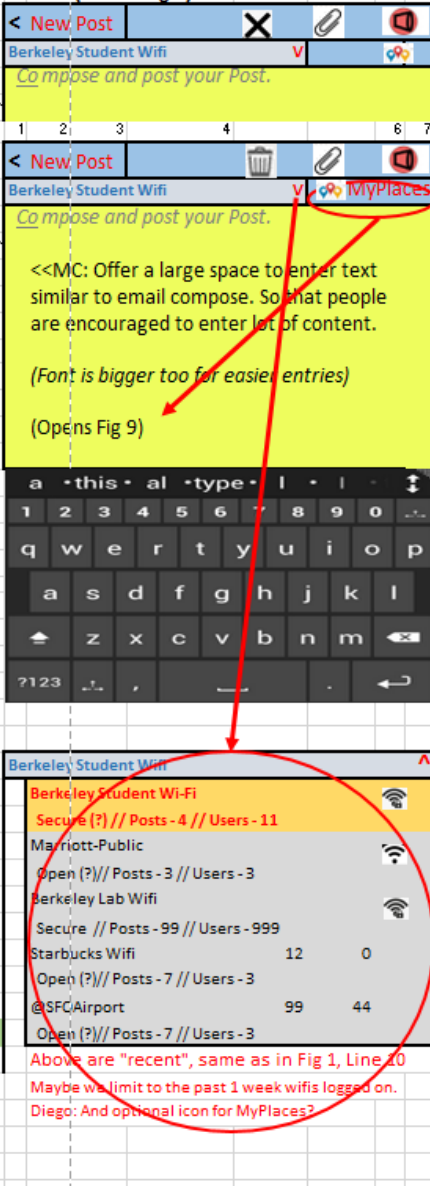 < New Post
Berkeley Student Wifi V
Compose and post your Post.
1 2 3 4 6 7
< New Post
Berkeley Student Wifi V MyPlaces
Compose and post your Post.
<<MC: Offer a large space to enter text
similar to email compose. So that people
are encouraged to enter lot of content.
(Font is bigger too for easier entries)
(Opens Fig 9)
a •this• al •type• I • I
1 2 3 4 5 6 7 8 9 0
q w e r t y u i o p
a s d f g h j k l
z x c v b n m
?123 , .
Berkeley Student Wifi ^
Berkeley Student Wi-Fi
Secure (?) // Posts - 4 // Users - 11
Marriott-Public
Open (?)// Posts - 3 // Users - 3
Berkeley Lab Wifi
Secure // Posts - 99 // Users - 999
Starbucks Wifi 12 0
Open (?)// Posts - 7 // Users - 3
@SFOAirport 99 44
Open (?)// Posts - 7 // Users - 3
Above are "recent", same as in Fig 1, Line 10
Maybe we limit to the past 1 week wifis logged on.
Diego: And optional icon for MyPlaces?